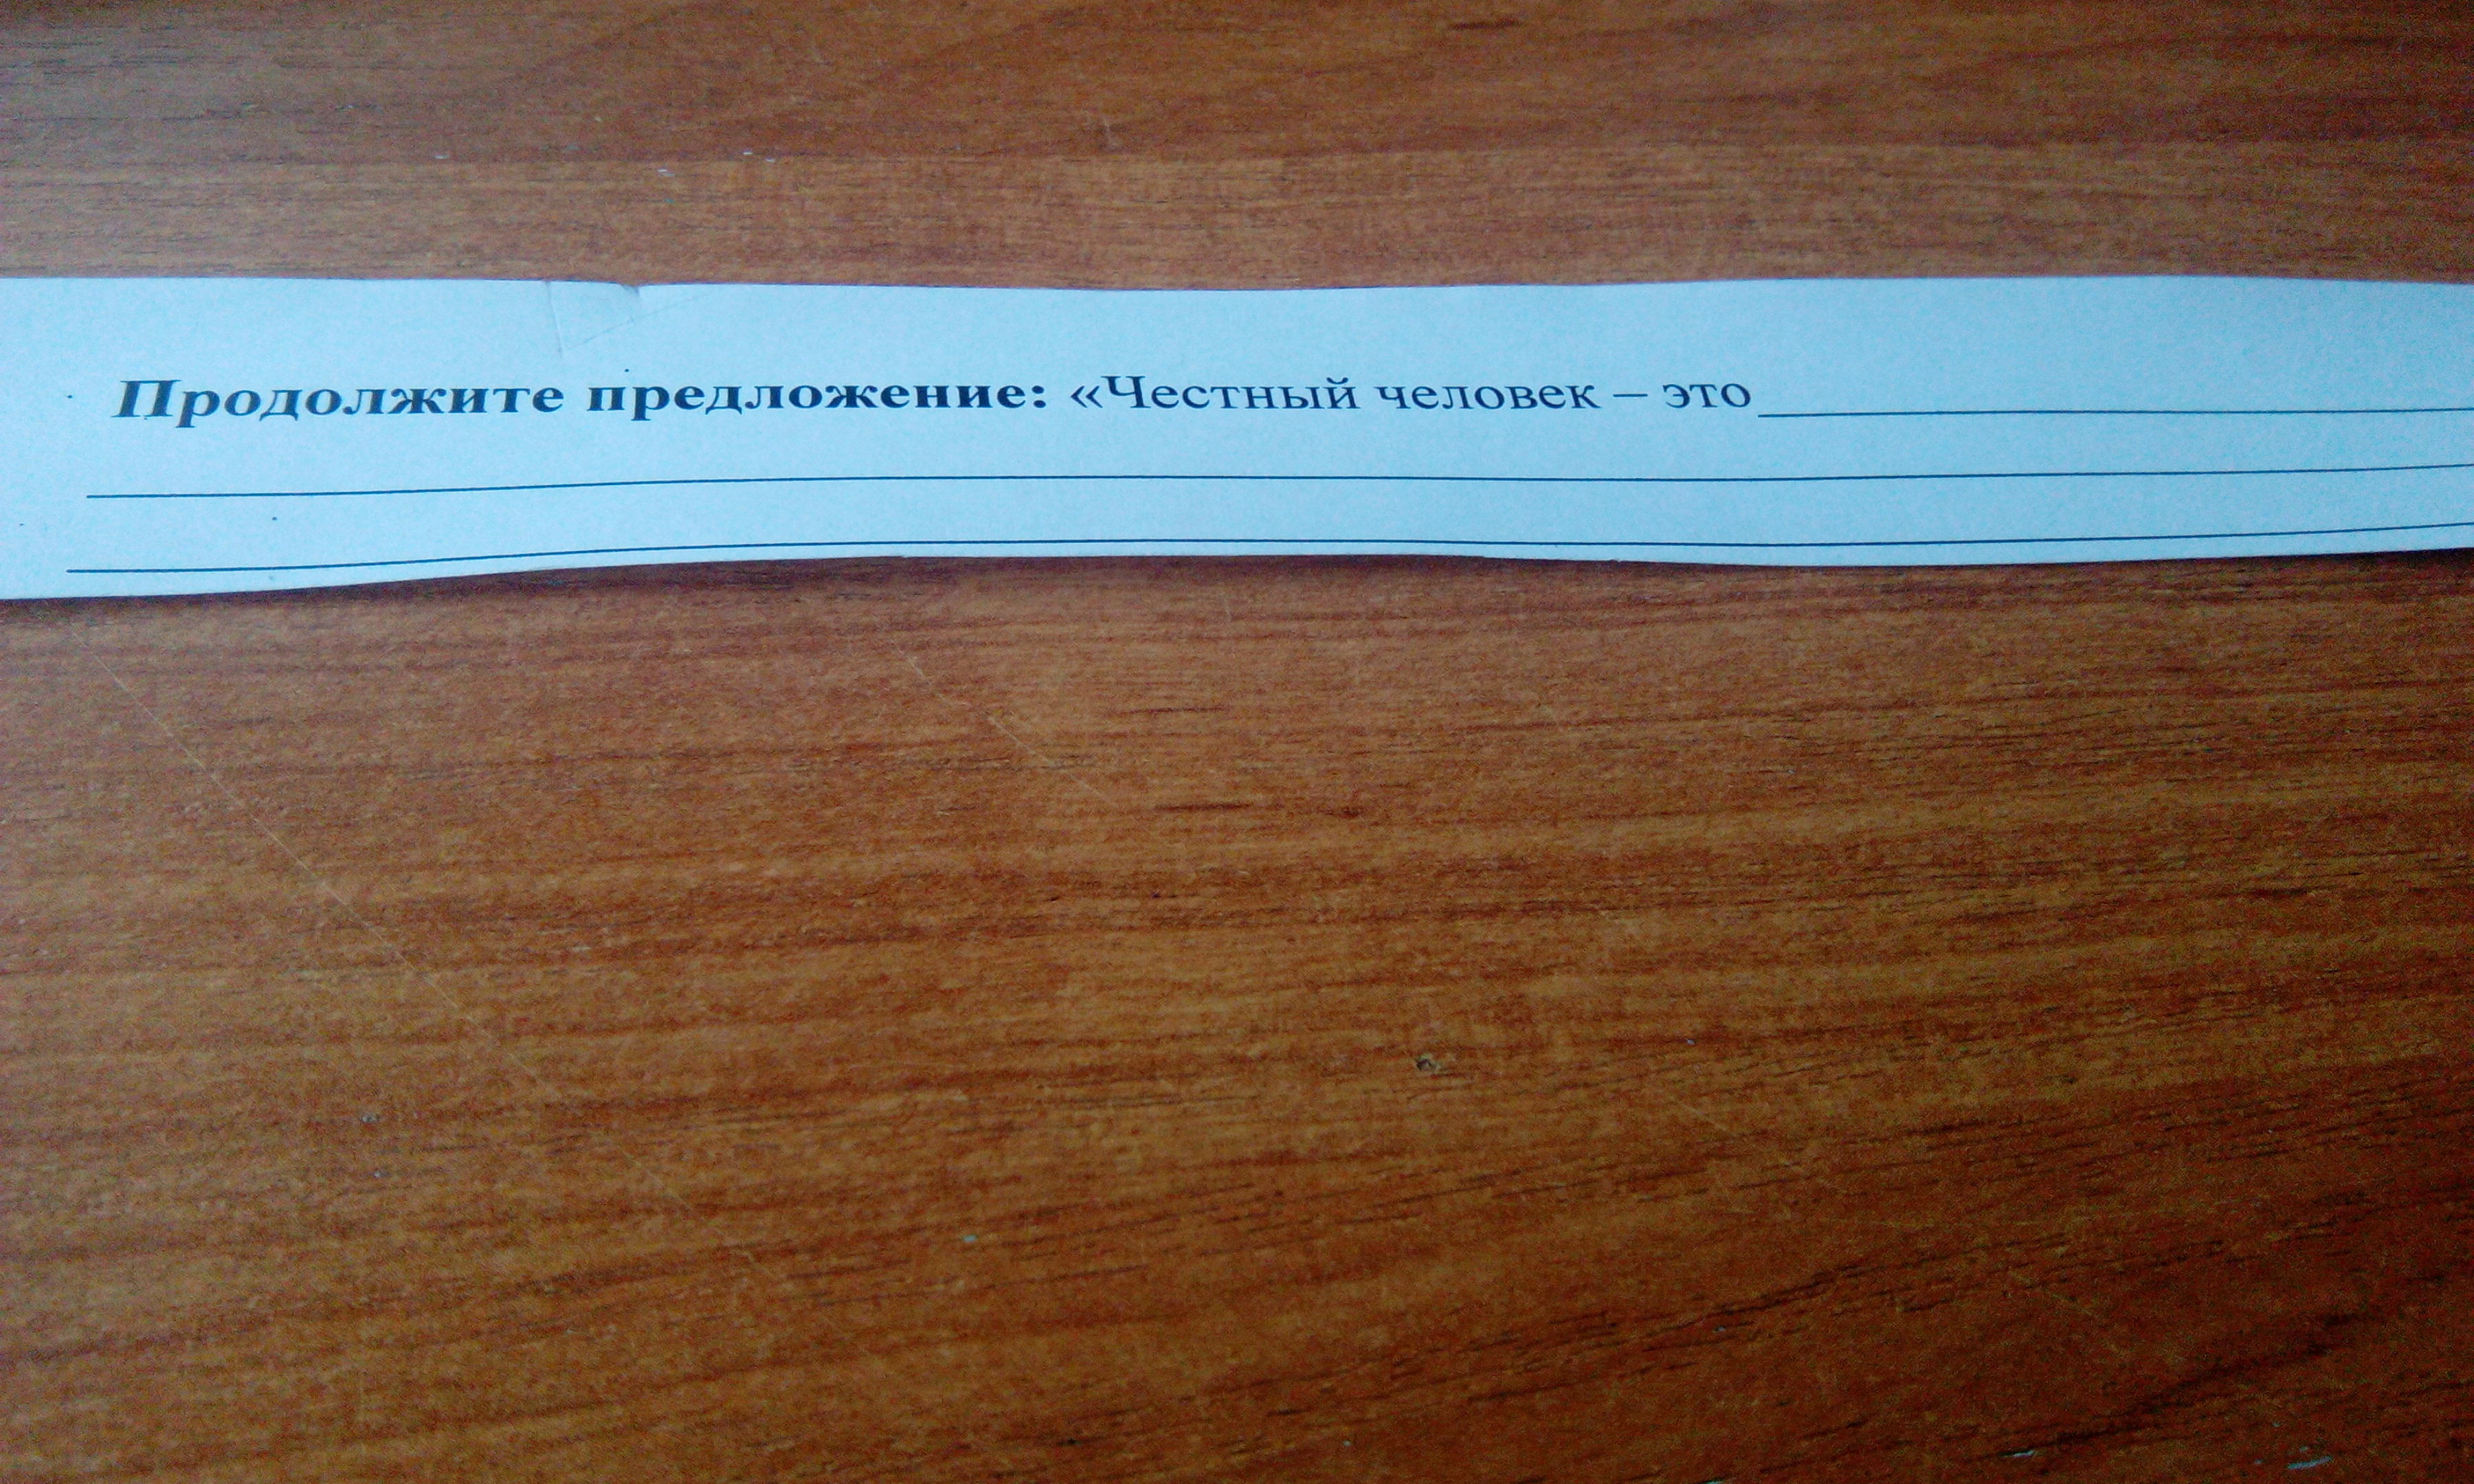 Продолжите предложение: «Честный человек – это